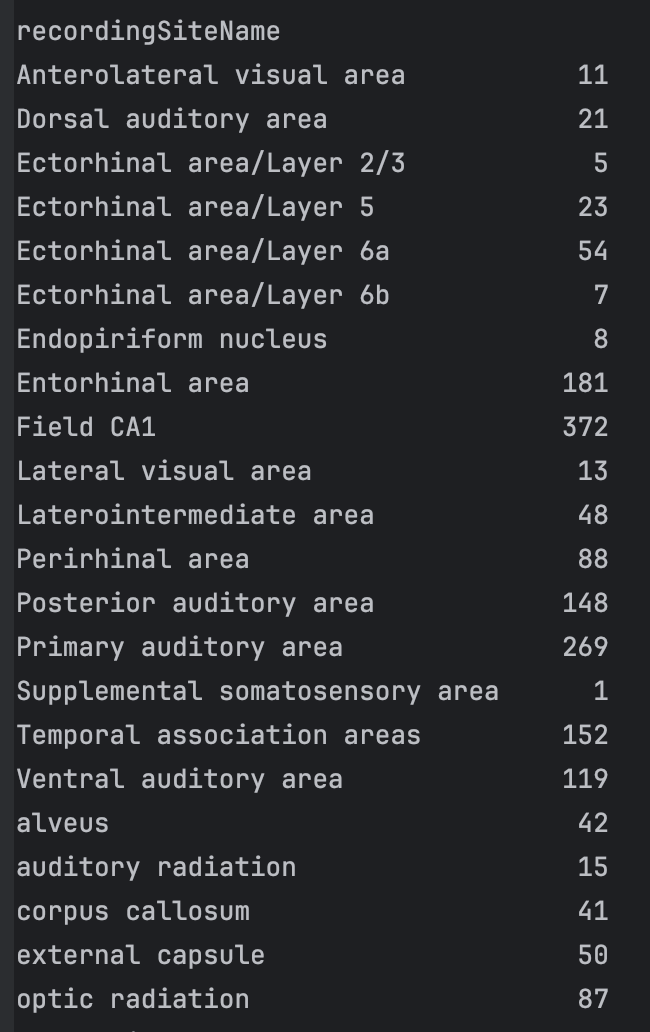 recordingSiteName
Anterolateral visual area 11
Dorsal auditory area 21
Ectorhinal area/Layer 2/3 5
Ectorhinal area/Layer 5 23
Ectorhinal area/Layer 6a 54
Ectorhinal area/Layer 6b 7
Endopiriform nucleus 8
Entorhinal area 181
Field CA1 372
Lateral visual area 13
Laterointermediate area 48
Perirhinal area 88
Posterior auditory area 148
Primary auditory area 269
Supplemental somatosensory area 1
Temporal association areas 152
Ventral auditory area 119
alveus 42
auditory radiation 15
corpus callosum 41
external capsule 50
optic radiation 87